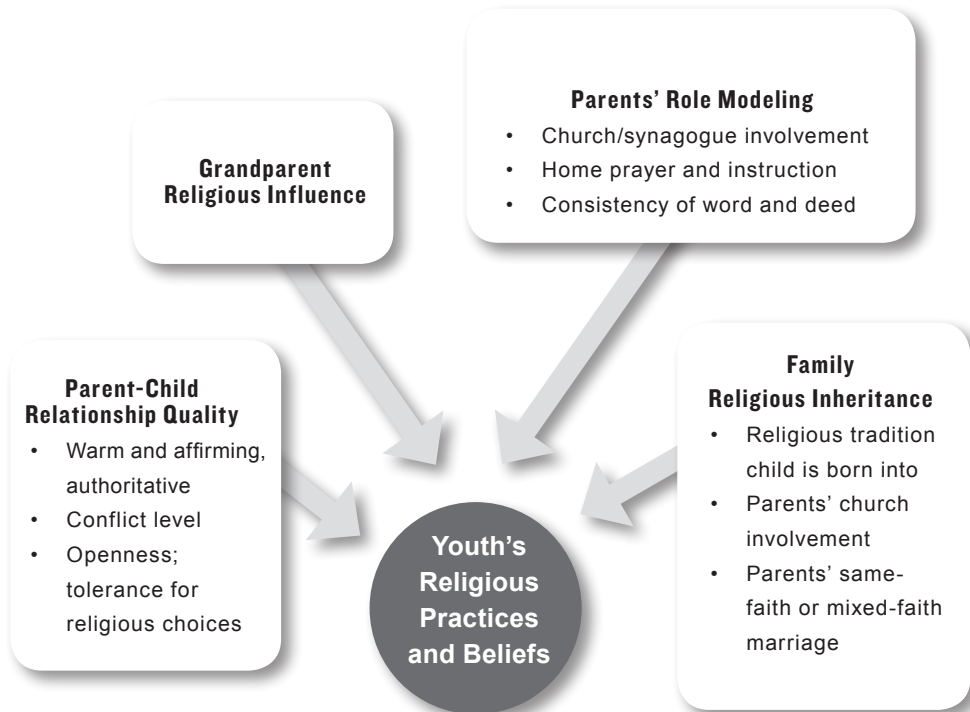 Grandparent
Religious Influence
Parents’ Role Modeling
• Church/synagogue involvement
• Home prayer and instruction
• Consistency of word and deed
Parent-Child
Relationship Quality
• Warm and affirming,
authoritative
• Conflict level
• Openness;
tolerance for
religious choices
Family
Religious Inheritance
• Religious tradition
child is born into
• Parents’ church
involvement
• Parents’ same-
faith or mixed-faith
marriage
Youth’s
Religious
Practices
and Beliefs